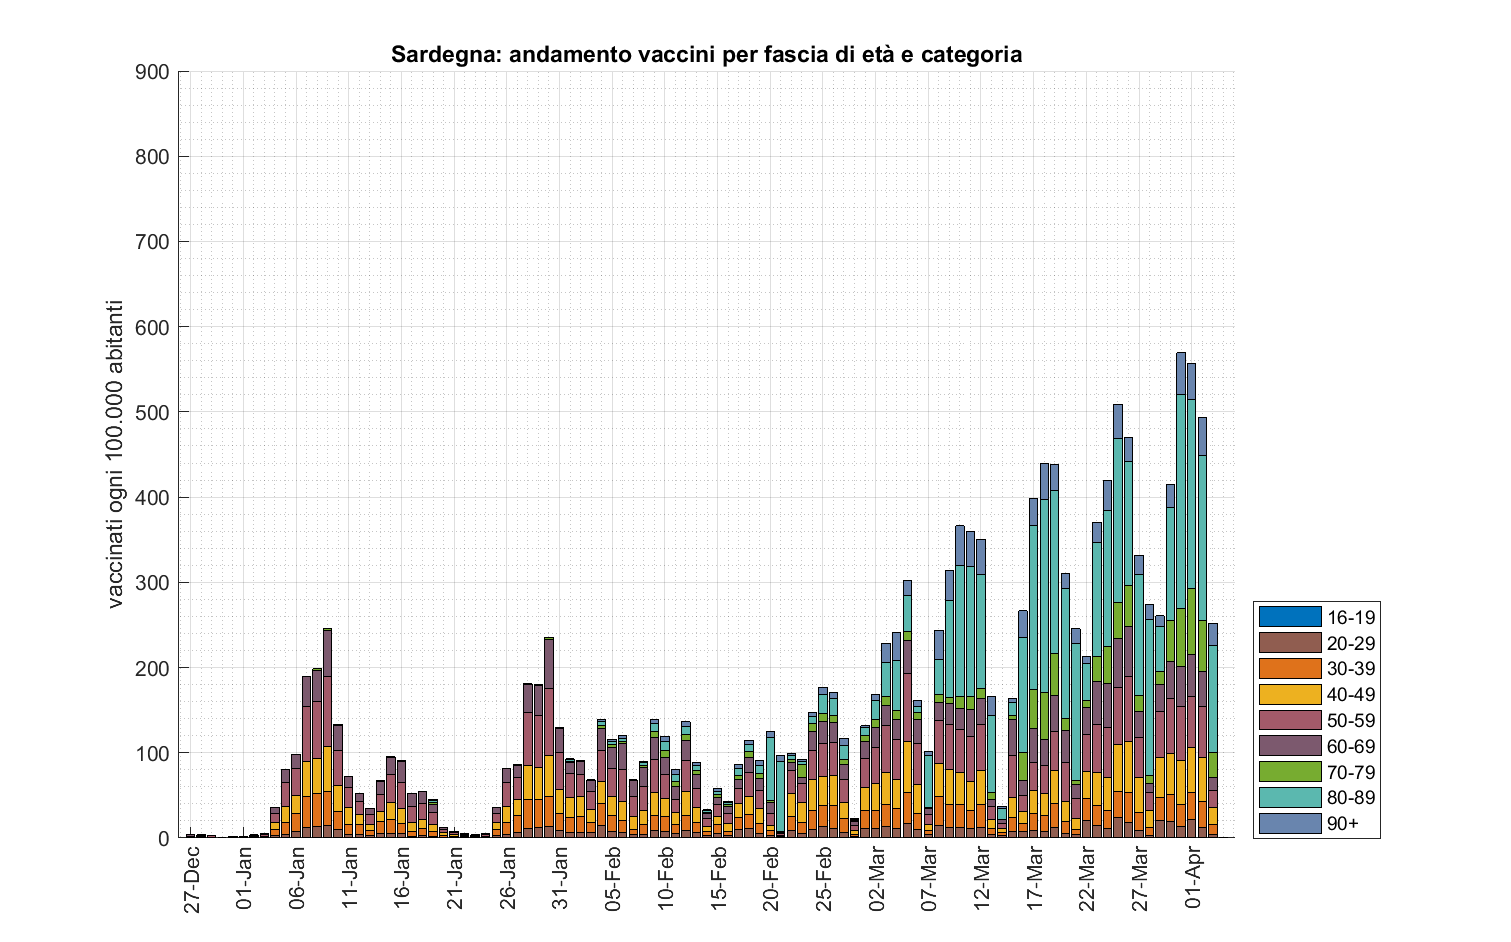 Sardegna: andamento vaccini per fascia di età e categoria
vaccinati ogni 100.000 abitanti
900
800
700
600
500
400
300
200
100
0
27-Dec
01-Jan
06-Jan
11-Jan
16-Jan
21-Jan
26-Jan
31-Jan
05-Feb
10-Feb
15-Feb
20-Feb
25-Feb
02-Mar
07-Mar
12-Mar
17-Mar
22-Mar
27-Mar
01-Apr
16-19
20-29
30-39
40-49
50-59
60-69
70-79
80-89
90+